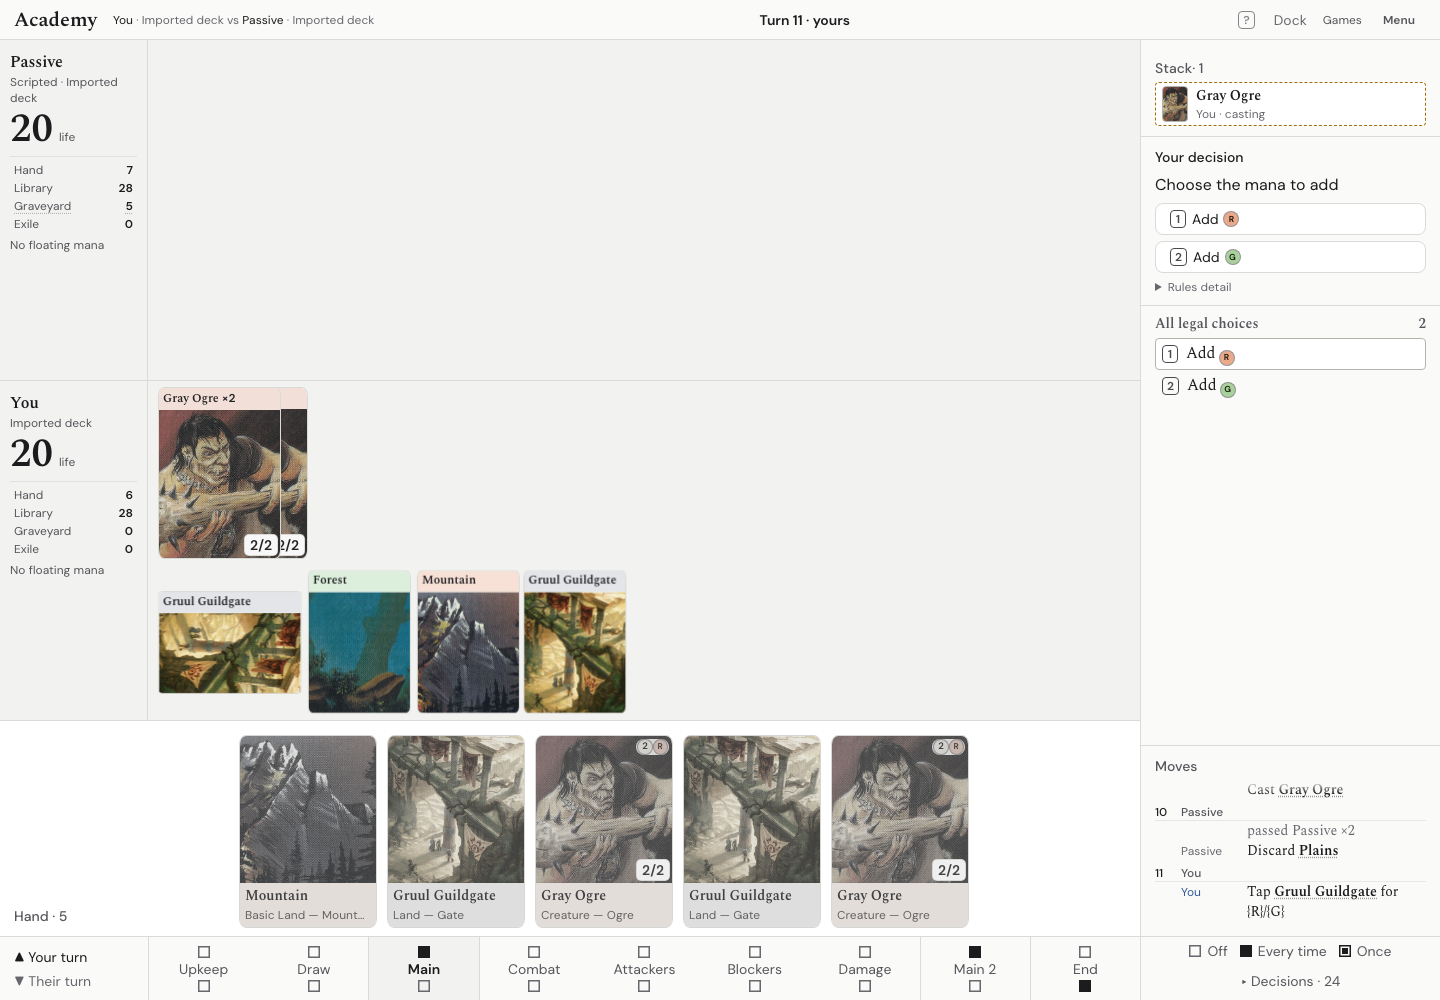 Academy
You · Imported deck vs Passive · Imported deck
Turn 11 · yours
?
Dock
Games
Menu
Passive
Scripted · Imported
deck
20 life
Hand 7
Library 28
Graveyard 5
Exile 0
No floating mana
Stack · 1
Gray Ogre
You · casting
Your decision
Choose the mana to add
1 Add R
2 Add G
▶ Rules detail
All legal choices 2
1 Add R
2 Add G
You
Imported deck
20 life
Hand 6
Library 28
Graveyard 0
Exile 0
No floating mana
Gray Ogre ×2
2/2
2/2
Gruul Guildgate
Forest
Mountain
Gruul Guildgate
Hand · 5
Mountain
Basic Land — Mount...
Gruul Guildgate
Land — Gate
2 R
2/2
Gray Ogre
Creature — Ogre
Gruul Guildgate
Land — Gate
2 R
2/2
Gray Ogre
Creature — Ogre
Moves
Cast Gray Ogre
10 Passive
passed Passive ×2
Passive Discard Plains
11 You
You Tap Gruul Guildgate for
{R}/{G}
▲ Your turn
▼ Their turn
Upkeep
Draw
Main
Combat
Attackers
Blockers
Damage
Main 2
End
Off
Every time
Once
▸ Decisions · 24